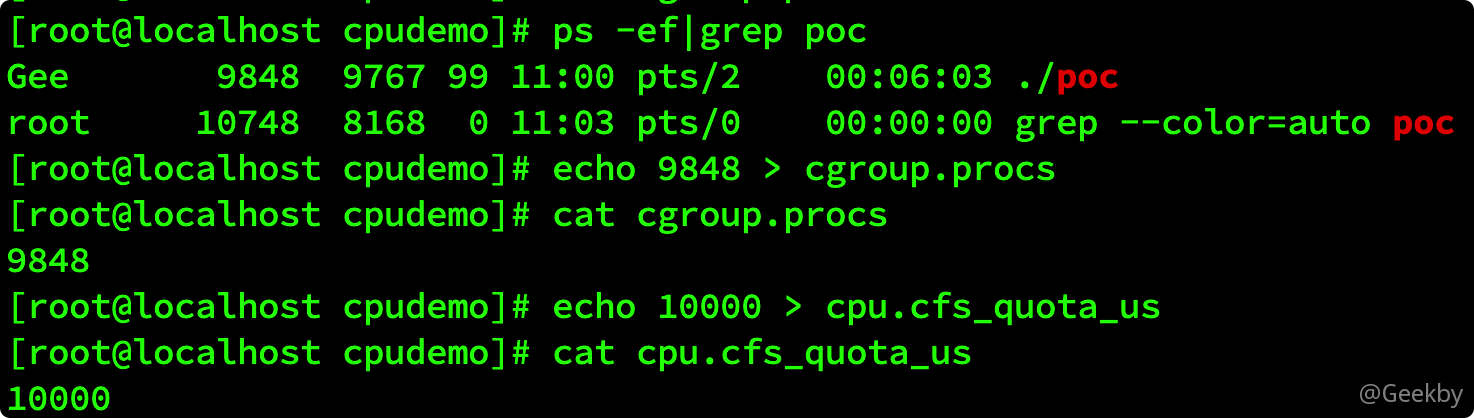 [root@localhost cpudemo]# ps -ef|grep poc
Gee       9848  9767 99 11:00 pts/2    00:06:03 ./poc
root     10748  8168  0 11:03 pts/0    00:00:00 grep --color=auto poc
[root@localhost cpudemo]# echo 9848 > cgroup.procs
[root@localhost cpudemo]# cat cgroup.procs
9848
[root@localhost cpudemo]# echo 10000 > cpu.cfs_quota_us
[root@localhost cpudemo]# cat cpu.cfs_quota_us
10000
@Geekby